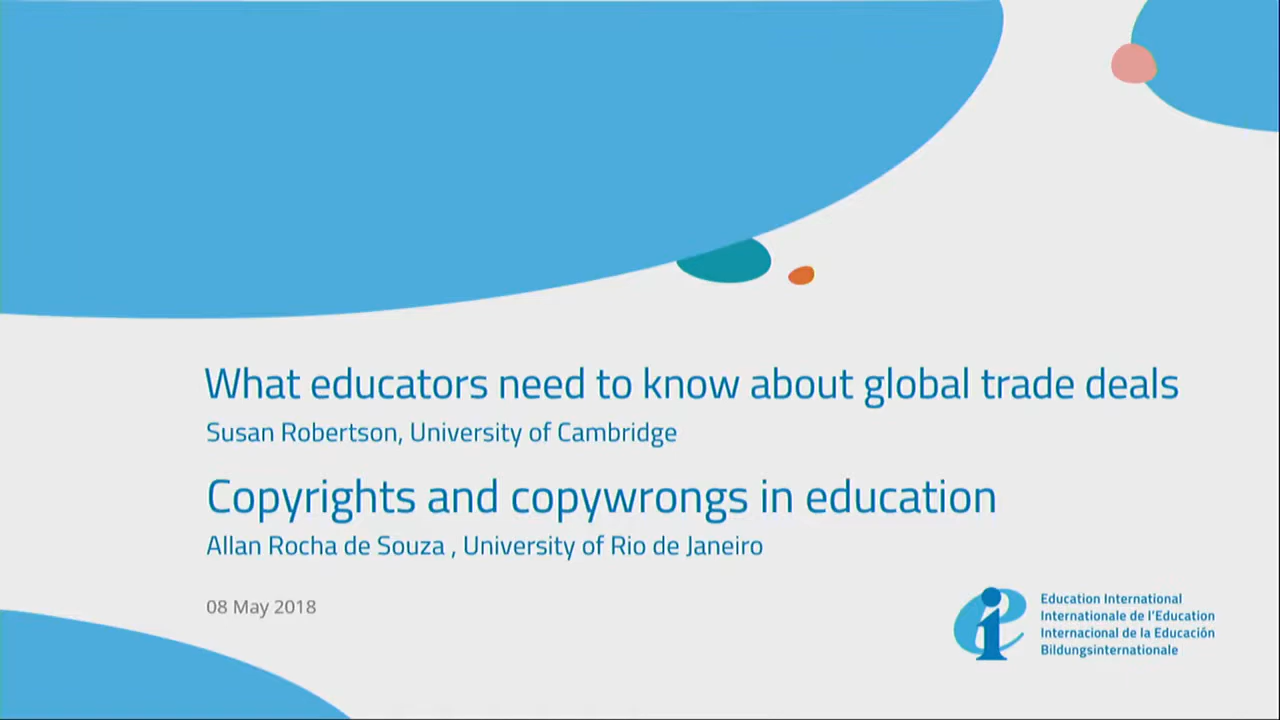 What educators need to know about global trade deals
Susan Robertson, University of Cambridge
Copyrights and copywrongs in education
Allan Rocha de Souza , University of Rio de Janeiro
08 May 2018
ei
Education International
Internationale de l'Education
Internacional de la Educación
Bildungsinternationale